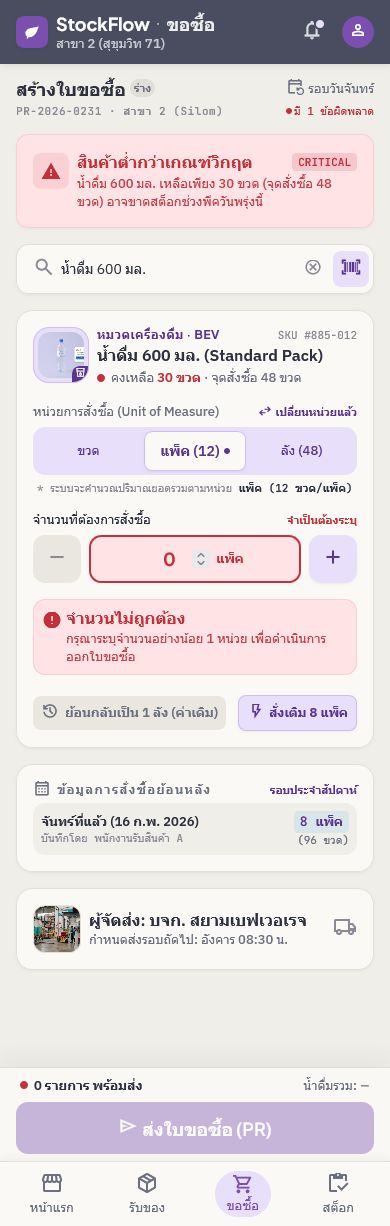 StockFlow · ขอซื้อ
สาขา 2 (สุขุมวิท 71)
สร้างใบขอซื้อ ร่าง
รอบวันจันทร์
PR-2026-0231 · สาขา 2 (Silom)
มี 1 ข้อผิดพลาด
สินค้าต่ำกว่าเกณฑ์วิกฤต
CRITICAL
น้ำดื่ม 600 มล. เหลือเพียง 30 ขวด (จุดสั่งซื้อ 48
ขวด) อาจขาดสต็อกช่วงพีควันพรุ่งนี้
น้ำดื่ม 600 มล.
หมวดเครื่องดื่ม · BEV
SKU #885-012
น้ำดื่ม 600 มล. (Standard Pack)
คงเหลือ 30 ขวด · จุดสั่งซื้อ 48 ขวด
หน่วยการสั่งซื้อ (Unit of Measure)
เปลี่ยนหน่วยแล้ว
ขวด
แพ็ค (12) •
ลัง (48)
* ระบบจะคำนวณปริมาณยอดรวมตามหน่วย แพ็ค (12 ขวด/แพ็ค)
จำนวนที่ต้องการสั่งซื้อ
จำเป็นต้องระบุ
−
0
แพ็ค
+
จำนวนไม่ถูกต้อง
กรุณาระบุจำนวนอย่างน้อย 1 หน่วย เพื่อดำเนินการ
ออกใบขอซื้อ
ย้อนกลับเป็น 1 ลัง (ค่าเดิม)
สั่งเติม 8 แพ็ค
ข้อมูลการสั่งซื้อย้อนหลัง
รอบประจำสัปดาห์
จันทร์ที่แล้ว (16 ก.พ. 2026)
8 แพ็ค
บันทึกโดย พนักงานรับสินค้า A
(96 ขวด)
ผู้จัดส่ง: บจก. สยามเบฟเวอเรจ
กำหนดส่งรอบถัดไป: อังคาร 08:30 น.
0 รายการ พร้อมส่ง
น้ำดื่มรวม: —
ส่งใบขอซื้อ (PR)
หน้าแรก
รับของ
ขอซื้อ
สต็อก